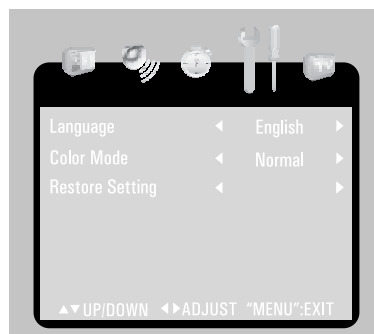 Language ◀ English ▶
Color Mode ◀ Normal ▶
Restore Setting ◀ ▶
▲▼UP/DOWN ◀▶ADJUST “MENU”:EXIT